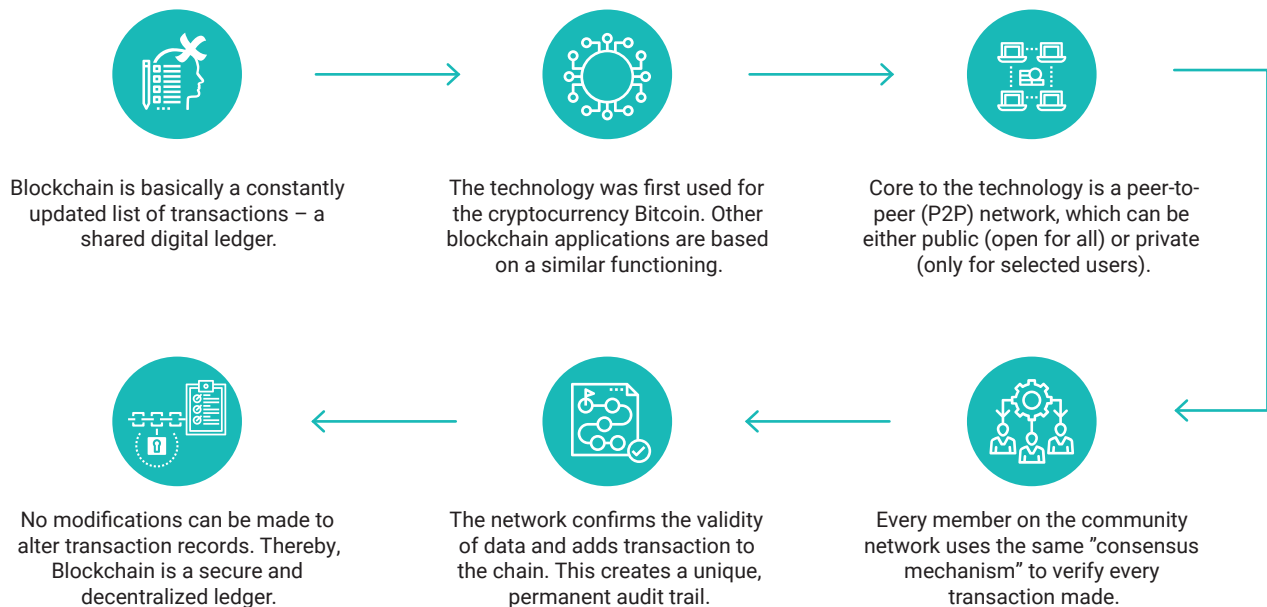 Blockchain is basically a constantly
updated list of transactions – a
shared digital ledger.
The technology was first used for
the cryptocurrency Bitcoin. Other
blockchain applications are based
on a similar functioning.
Core to the technology is a peer-to-
peer (P2P) network, which can be
either public (open for all) or private
(only for selected users).
Every member on the community
network uses the same ”consensus
mechanism” to verify every
transaction made.
The network confirms the validity
of data and adds transaction to
the chain. This creates a unique,
permanent audit trail.
No modifications can be made to
alter transaction records. Thereby,
Blockchain is a secure and
decentralized ledger.